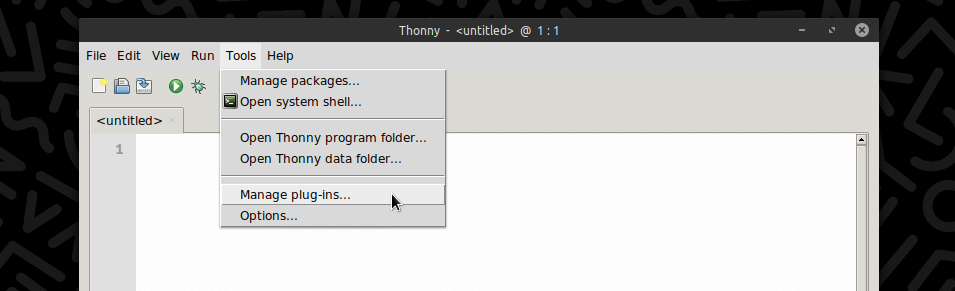 Thonny - <untitled> @ 1 : 1
File Edit View Run Tools Help
Manage packages...
Open system shell...
<untitled>
Open Thonny program folder...
Open Thonny data folder...
1
Manage plug-ins...
Options...